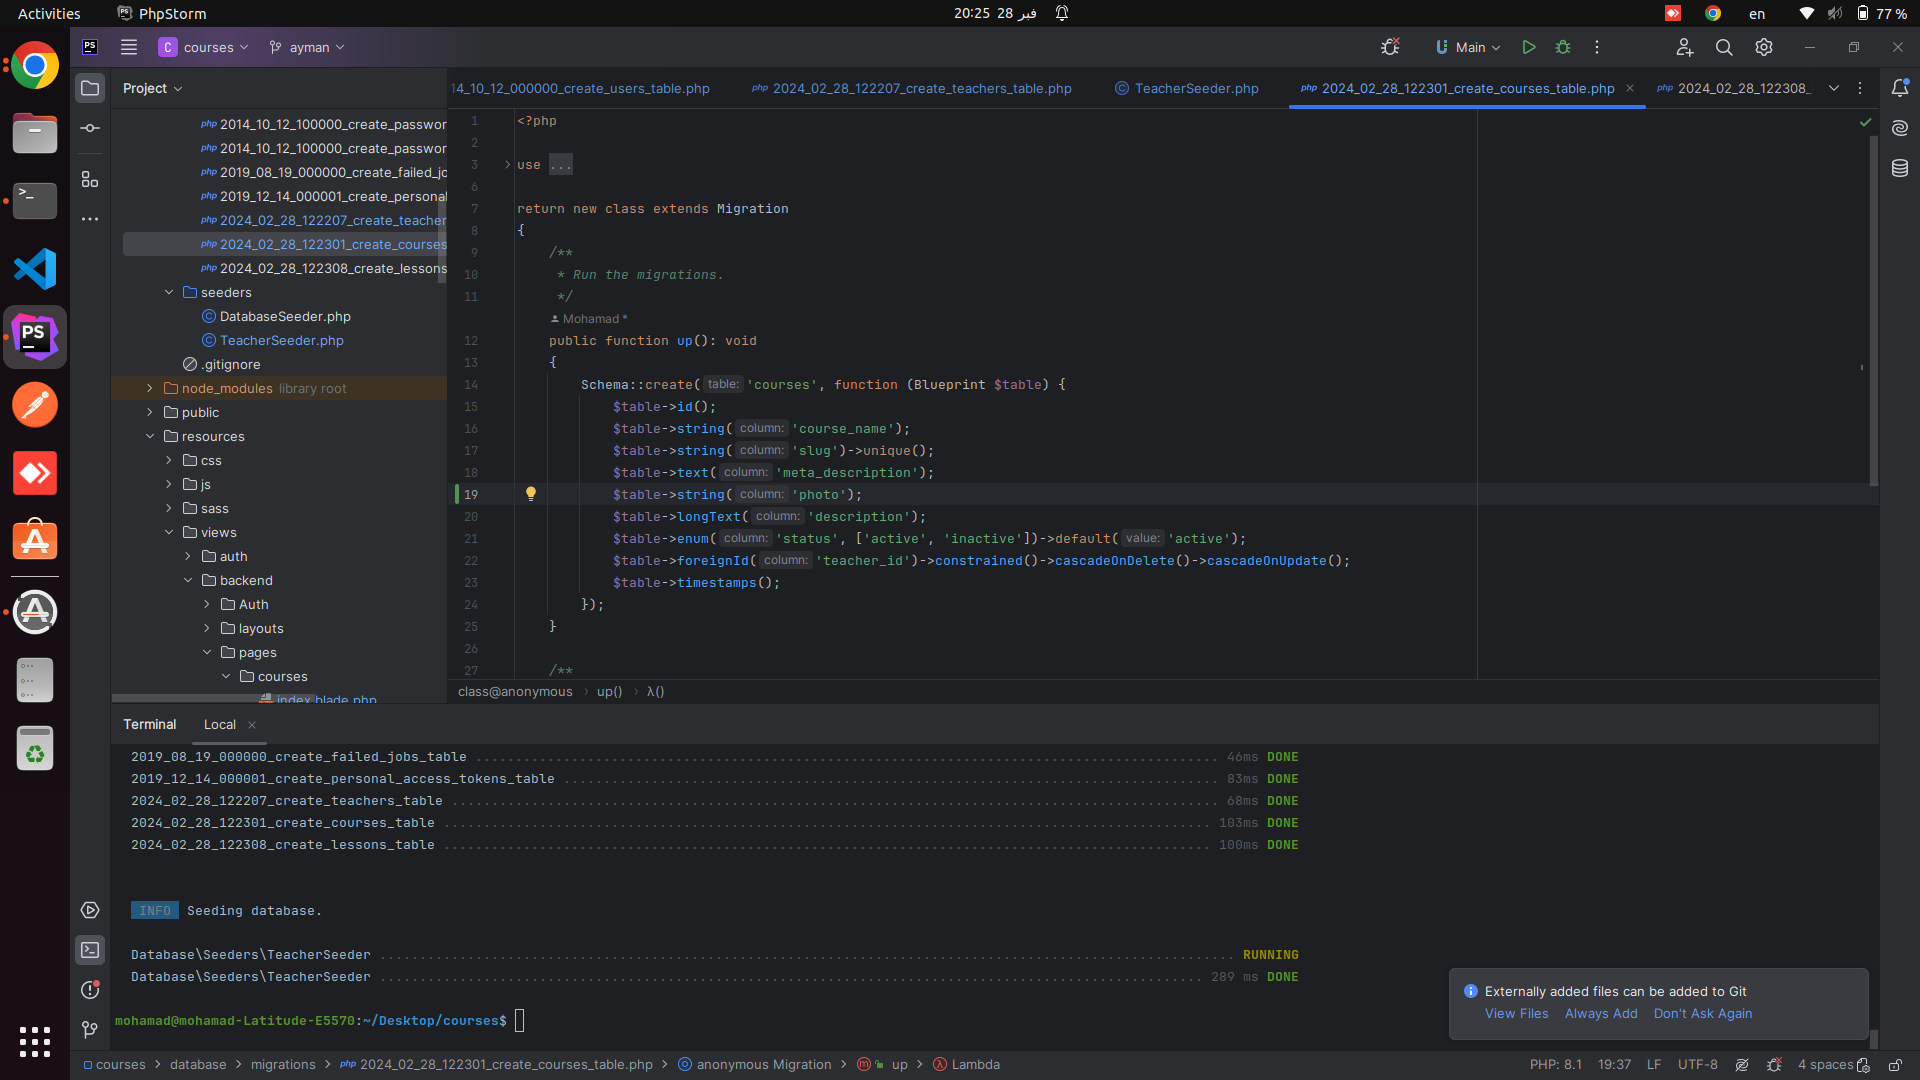 Activities
PhpStorm
20:25 28 فبر
en
77 %
PS
C courses
ayman
Main
Project
14_10_12_000000_create_users_table.php
php 2024_02_28_122207_create_teachers_table.php
TeacherSeeder.php
php 2024_02_28_122301_create_courses_table.php
php 2024_02_28_122308_
php 2014_10_12_100000_create_passwor
php 2014_10_12_100000_create_passwor
php 2019_08_19_000000_create_failed_jo
php 2019_12_14_000001_create_personal
php 2024_02_28_122207_create_teacher
php 2024_02_28_122301_create_courses
php 2024_02_28_122308_create_lessons
seeders
DatabaseSeeder.php
TeacherSeeder.php
.gitignore
node_modules library root
public
resources
css
js
sass
views
auth
backend
Auth
layouts
pages
courses
index.blade.php
1 <?php
2
3 use ...
6
7 return new class extends Migration
8 {
9 /**
10 * Run the migrations.
11 */
Mohamad *
12 public function up(): void
13 {
14 Schema::create( table: 'courses', function (Blueprint $table) {
15 $table->id();
16 $table->string( column: 'course_name');
17 $table->string( column: 'slug')->unique();
18 $table->text( column: 'meta_description');
19 $table->string( column: 'photo');
20 $table->longText( column: 'description');
21 $table->enum( column: 'status', ['active', 'inactive'])->default( value: 'active');
22 $table->foreignId( column: 'teacher_id')->constrained()->cascadeOnDelete()->cascadeOnUpdate();
23 $table->timestamps();
24 });
25 }
26
27 /**
class@anonymous > up() > λ()
Terminal
Local
2019_08_19_000000_create_failed_jobs_table 46ms DONE
2019_12_14_000001_create_personal_access_tokens_table 83ms DONE
2024_02_28_122207_create_teachers_table 68ms DONE
2024_02_28_122301_create_courses_table 103ms DONE
2024_02_28_122308_create_lessons_table 100ms DONE
INFO Seeding database.
Database\Seeders\TeacherSeeder RUNNING
Database\Seeders\TeacherSeeder 289 ms DONE
mohamad@mohamad-Latitude-E5570:~/Desktop/courses$
Externally added files can be added to Git
View Files Always Add Don't Ask Again
courses > database > migrations > php 2024_02_28_122301_create_courses_table.php > anonymous Migration > m up > λ Lambda
PHP: 8.1 19:37 LF UTF-8 4 spaces